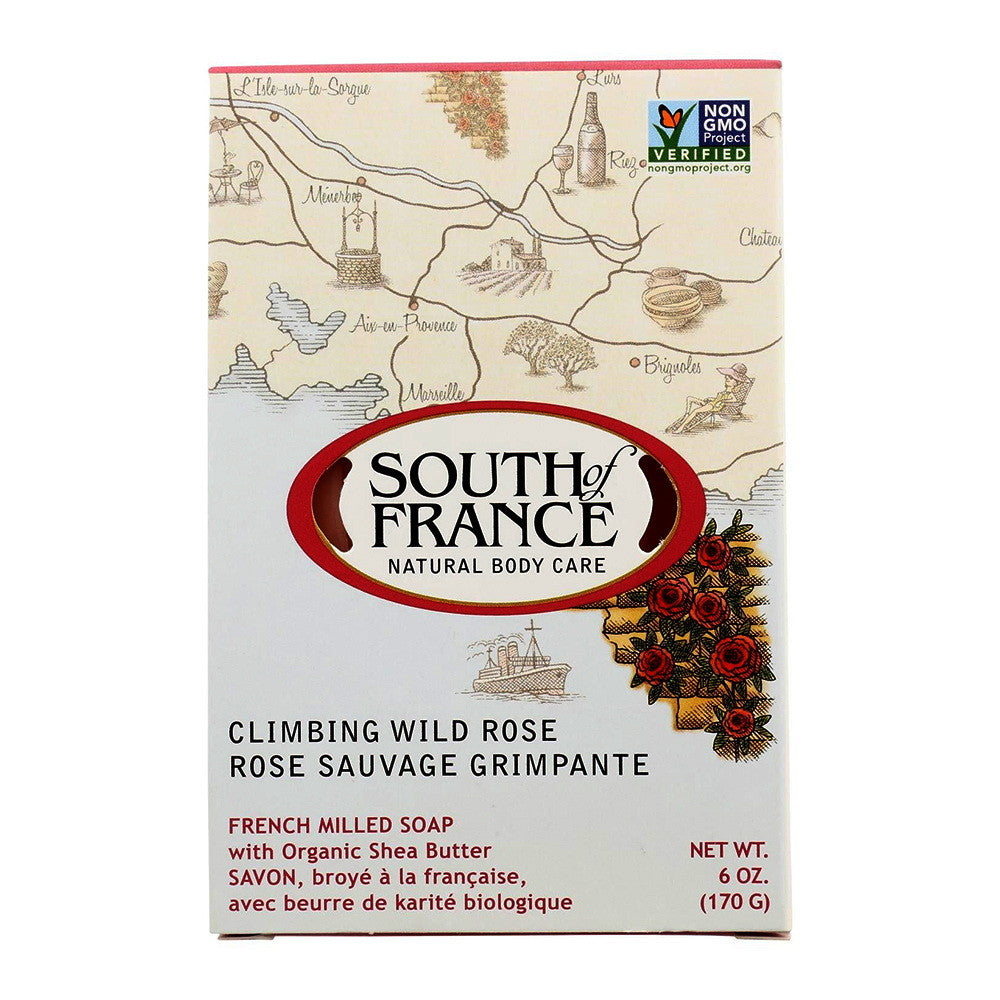 L'Isle-sur-la-Sorgue
Lurs
NON
GMO
Project
VERIFIED
nongmoproject.org
Riez
Ménerbes
Chateau
Aix-en-Provence
Brignoles
Marseille
SOUTH of
FRANCE
NATURAL BODY CARE
CLIMBING WILD ROSE
ROSE SAUVAGE GRIMPANTE
FRENCH MILLED SOAP
with Organic Shea Butter
SAVON, broyé à la française,
avec beurre de karité biologique
NET WT.
6 OZ.
(170 G)